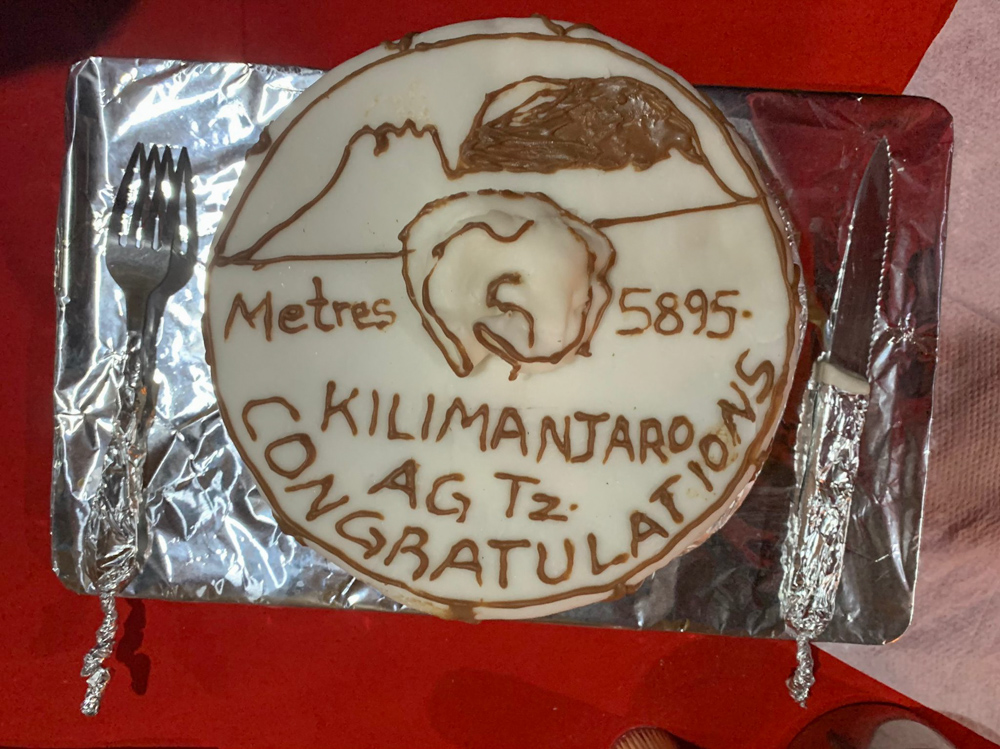 Metres 5895.
KILIMANJARO
AG Tz.
CONGRATULATIONS